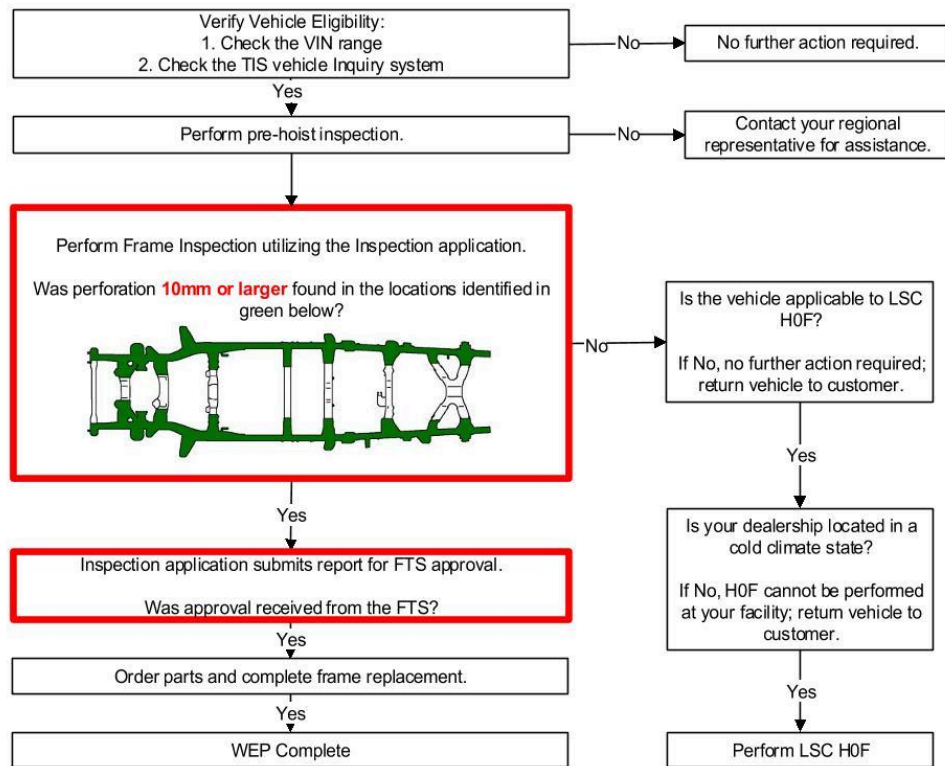 Verify Vehicle Eligibility:
1. Check the VIN range
2. Check the TIS vehicle Inquiry system
No
No further action required.
Yes
Perform pre-hoist inspection.
No
Contact your regional
representative for assistance.
Perform Frame Inspection utilizing the Inspection application.
Was perforation 10mm or larger found in the locations identified in
green below?
No
Is the vehicle applicable to LSC
H0F?
If No, no further action required;
return vehicle to customer.
Yes
Yes
Inspection application submits report for FTS approval.
Was approval received from the FTS?
Is your dealership located in a
cold climate state?
If No, H0F cannot be performed
at your facility; return vehicle to
customer.
Yes
Order parts and complete frame replacement.
Yes
Yes
WEP Complete
Perform LSC H0F